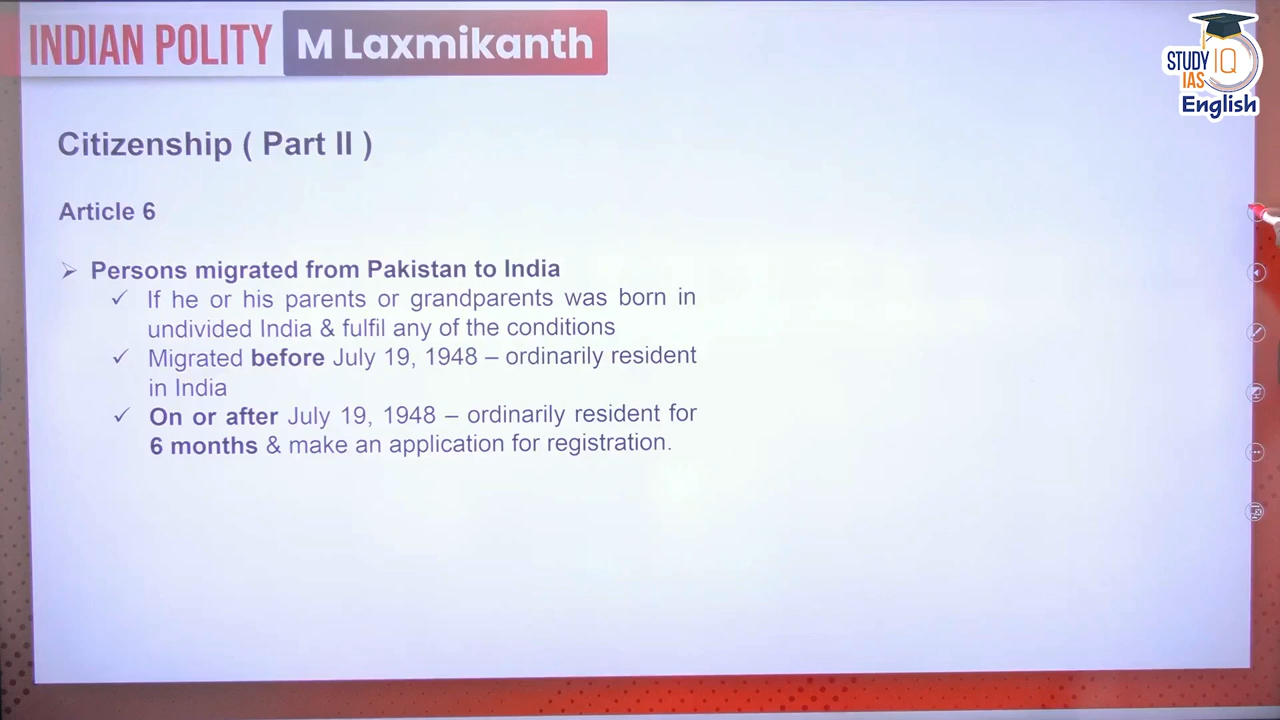 INDIAN POLITY M Laxmikanth
STUDY IQ
IAS
English
Citizenship ( Part II )
Article 6
➢ Persons migrated from Pakistan to India
✓ If he or his parents or grandparents was born in
undivided India & fulfil any of the conditions
✓ Migrated before July 19, 1948 – ordinarily resident
in India
✓ On or after July 19, 1948 – ordinarily resident for
6 months & make an application for registration.